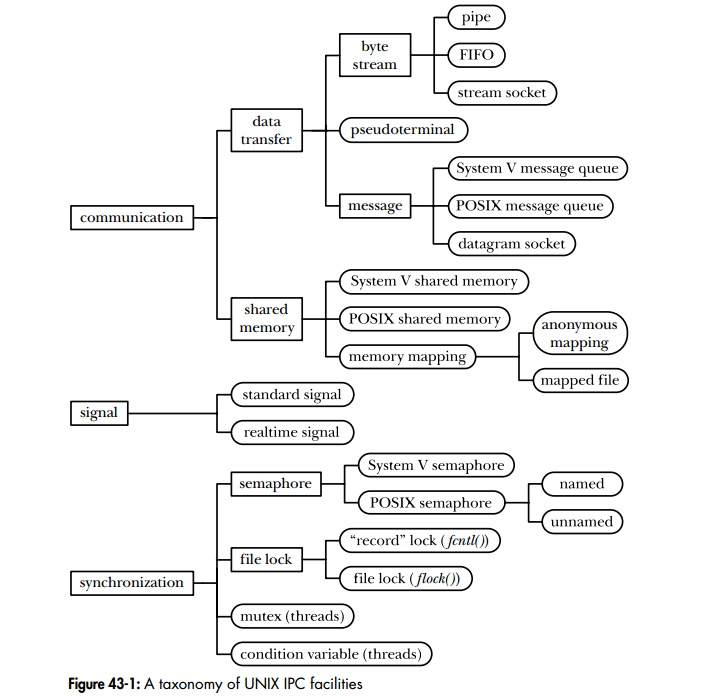 pipe
byte
stream
FIFO
stream socket
data
transfer
pseudoterminal
System V message queue
message
POSIX message queue
communication
datagram socket
System V shared memory
shared
memory
POSIX shared memory
anonymous
mapping
memory mapping
mapped file
standard signal
signal
realtime signal
System V semaphore
semaphore
named
POSIX semaphore
unnamed
“record” lock (fcntl())
file lock
file lock (flock())
synchronization
mutex (threads)
condition variable (threads)
Figure 43-1: A taxonomy of UNIX IPC facilities